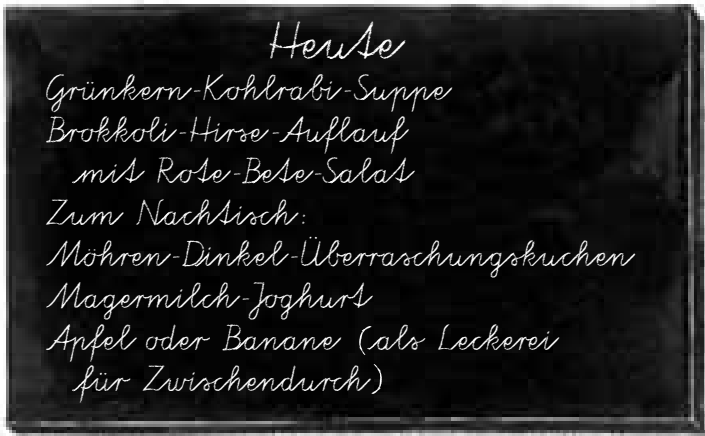 Heute
Grünkern-Kohlrabi-Suppe
Brokkoli-Hirse-Auflauf
mit Rote-Bete-Salat
Zum Nachtisch:
Möhren-Dinkel-Überraschungskuchen
Magermilch-Joghurt
Apfel oder Banane (als Leckerei
für Zwischendurch)